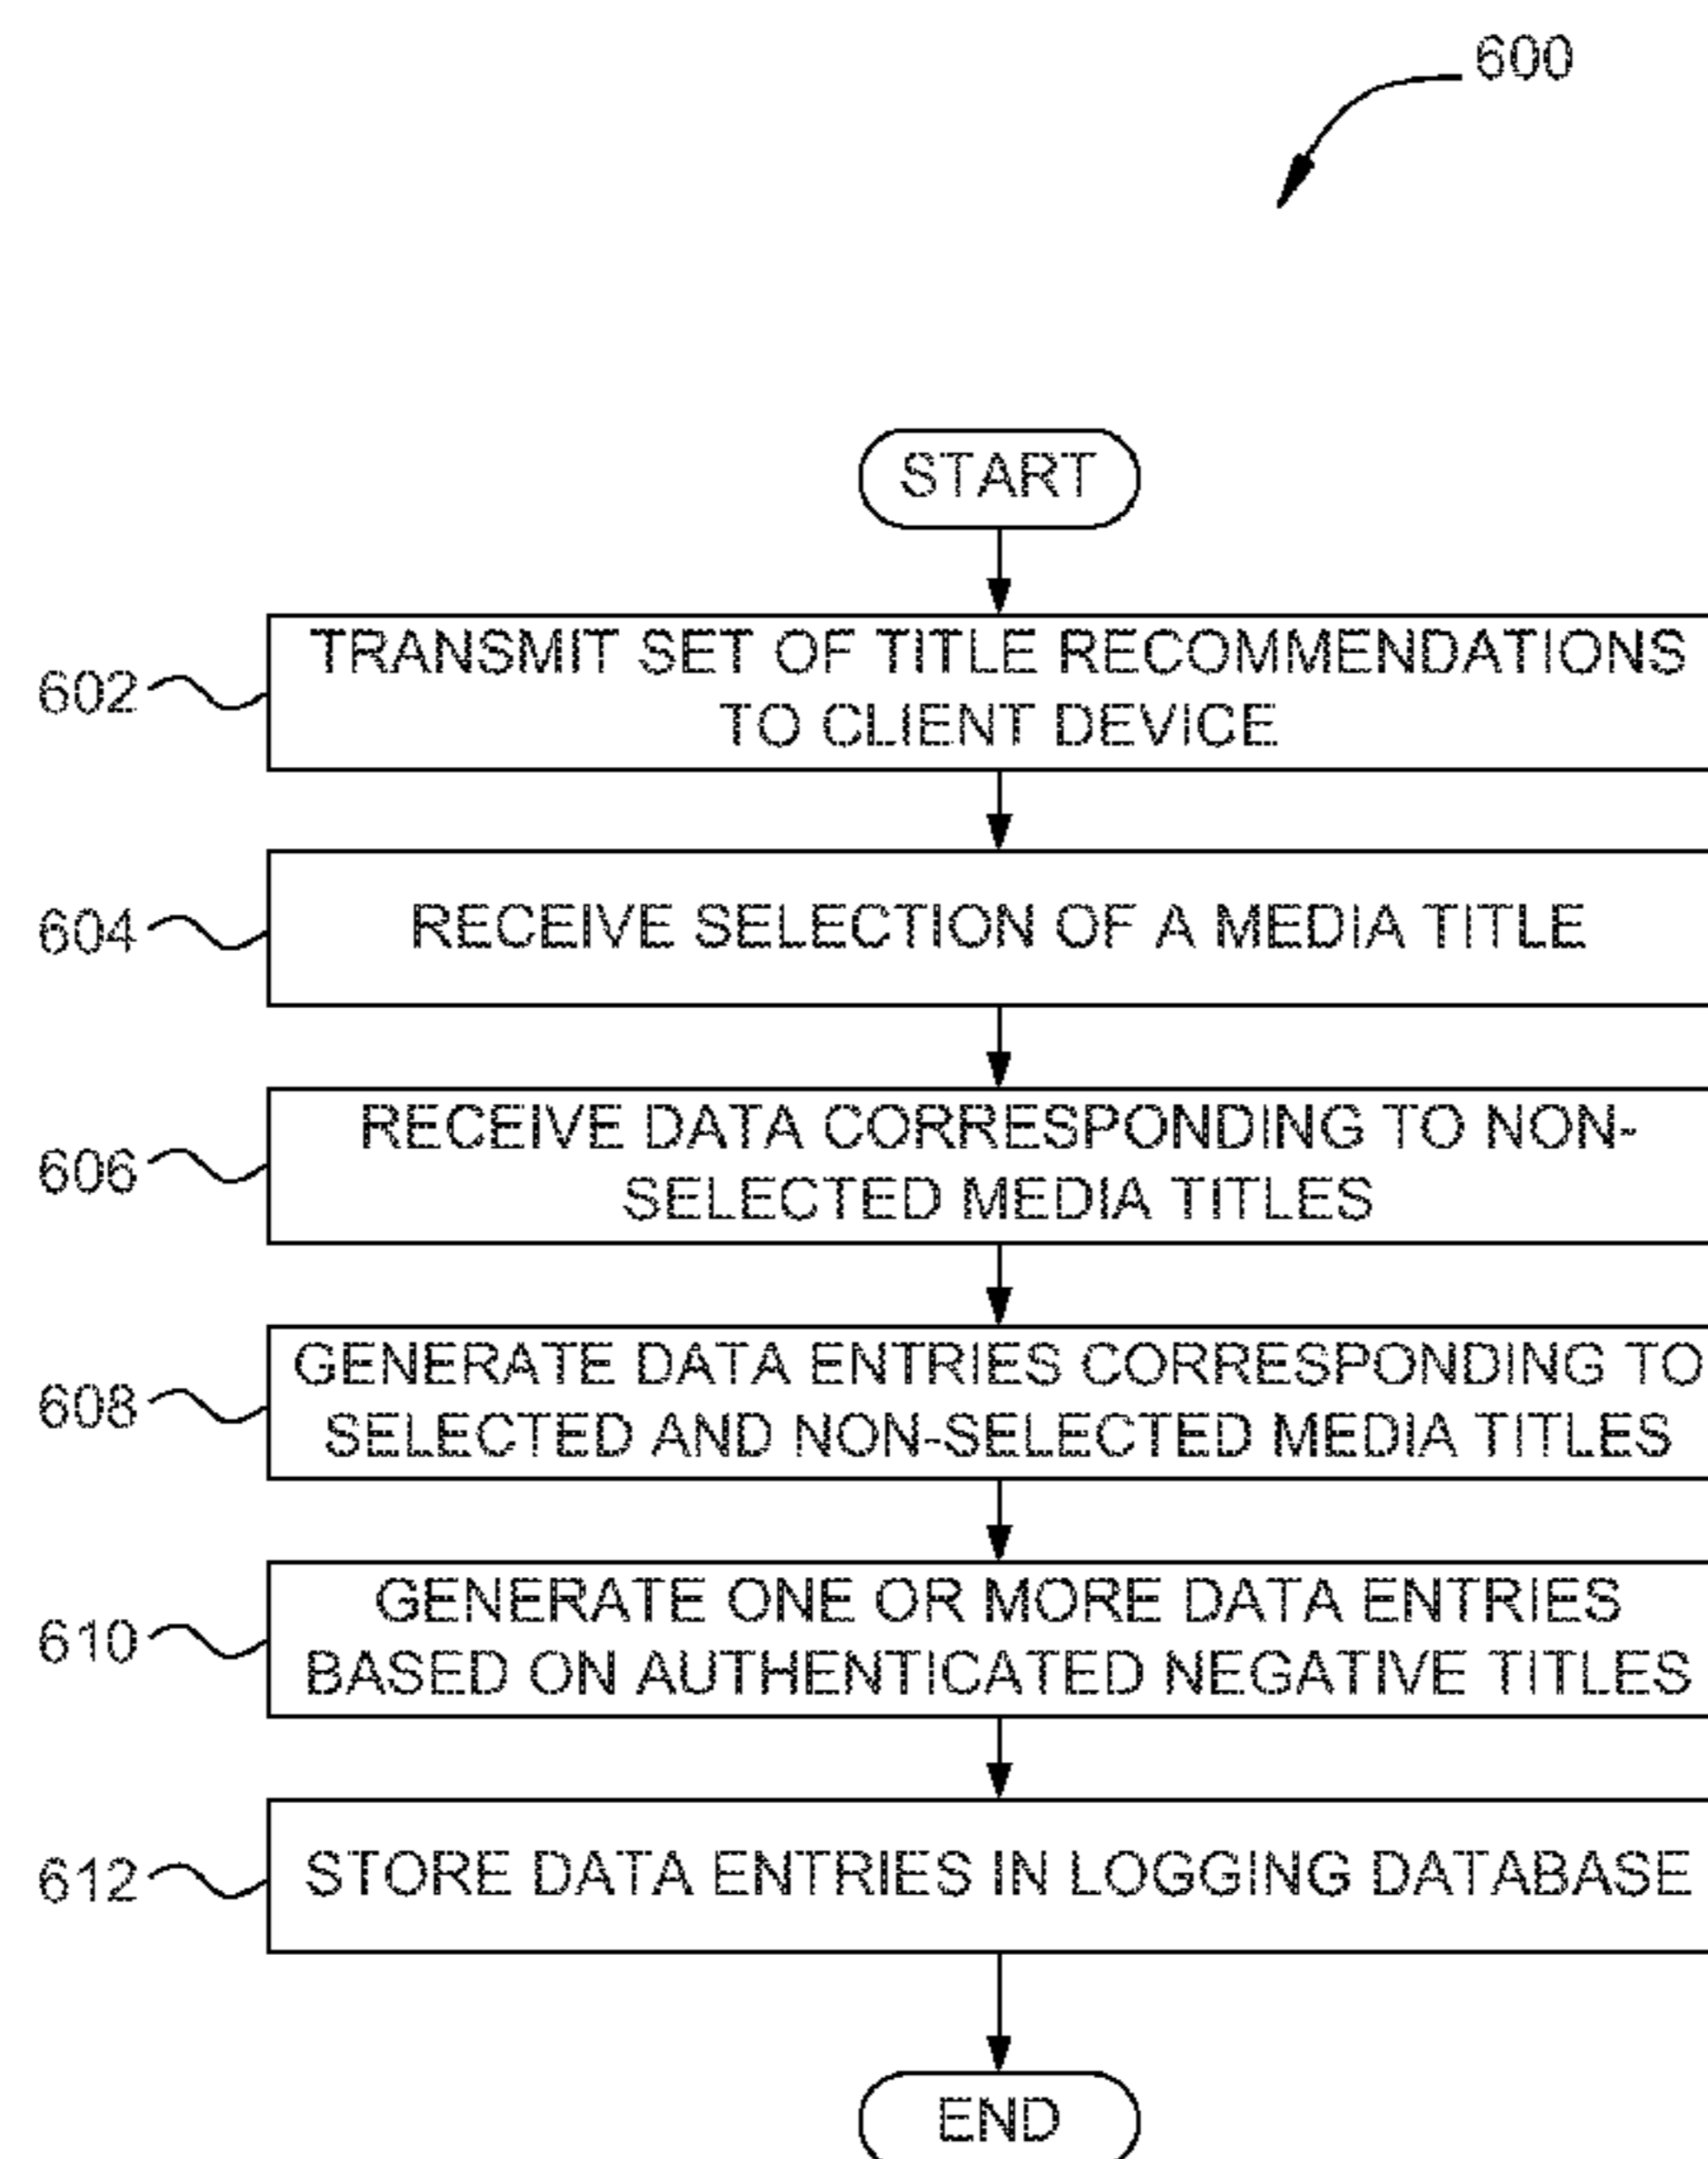 600
START
602
TRANSMIT SET OF TITLE RECOMMENDATIONS
TO CLIENT DEVICE
604
RECEIVE SELECTION OF A MEDIA TITLE
606
RECEIVE DATA CORRESPONDING TO NON-
SELECTED MEDIA TITLES
608
GENERATE DATA ENTRIES CORRESPONDING TO
SELECTED AND NON-SELECTED MEDIA TITLES
610
GENERATE ONE OR MORE DATA ENTRIES
BASED ON AUTHENTICATED NEGATIVE TITLES
612
STORE DATA ENTRIES IN LOGGING DATABASE
END